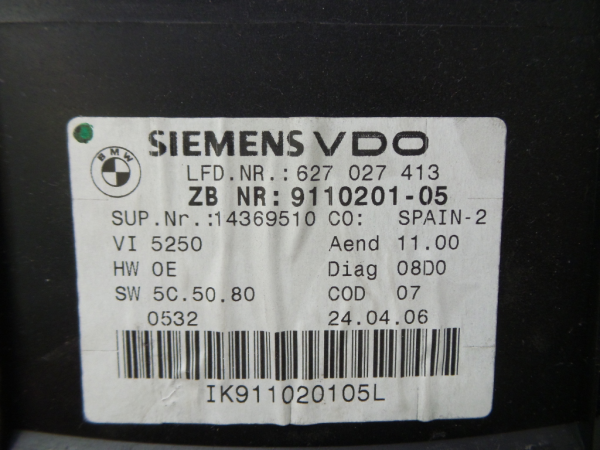 BMW
SIEMENS VDO
LFD.NR.: 627 027 413
ZB NR: 9110201-05
SUP.Nr.:14369510 CO: SPAIN-2
VI 5250 Aend 11.00
HW 0E Diag 08D0
SW 5C.50.80 COD 07
0532 24.04.06
IK911020105L